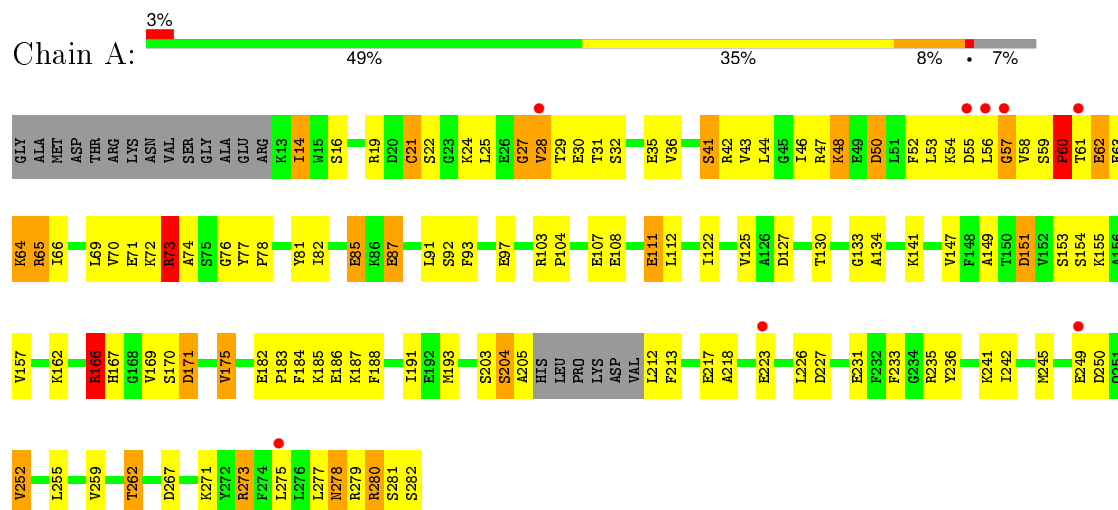 3%
Chain A:
49% 35% 8% • 7%
GLY ALA MET ASP THR ARG LYS ASN VAL SER GLY ALA GLU ARG K13 I14 W15 S16 R19 D20 C21 S22 G23 K24 L25 E26 G27 V28 T29 E30 T31 S32 E35 V36 S41 R42 V43 L44 G45 I46 R47 K48 E49 D50 L51 F52 L53 K54 D55 L56 G57 V58 S59 P60 T61 E62 E63
K64 R65 I66 L69 V70 E71 K72 R73 A74 S75 G76 Y77 P78 Y81 I82 E85 K86 E87 L91 S92 F93 E97 R103 P104 E107 E108 E111 L112 I122 V125 A126 D127 T130 G133 A134 K141 V147 F148 A149 T150 D151 V152 S153 S154 K155 A156
V157 K162 R166 H167 G168 V169 S170 D171 V175 E182 P183 F184 K185 E186 K187 F188 I191 E192 M193 S203 S204 A205 HIS LEU PRO LYS ASP VAL L212 F213 E217 A218 E223 L226 D227 E231 F232 F233 G234 R235 Y236 K241 I242 M245 E249 D250 Q251
V252 L255 V259 T262 D267 K271 Y272 R273 F274 L275 L276 L277 N278 R279 R280 S281 S282